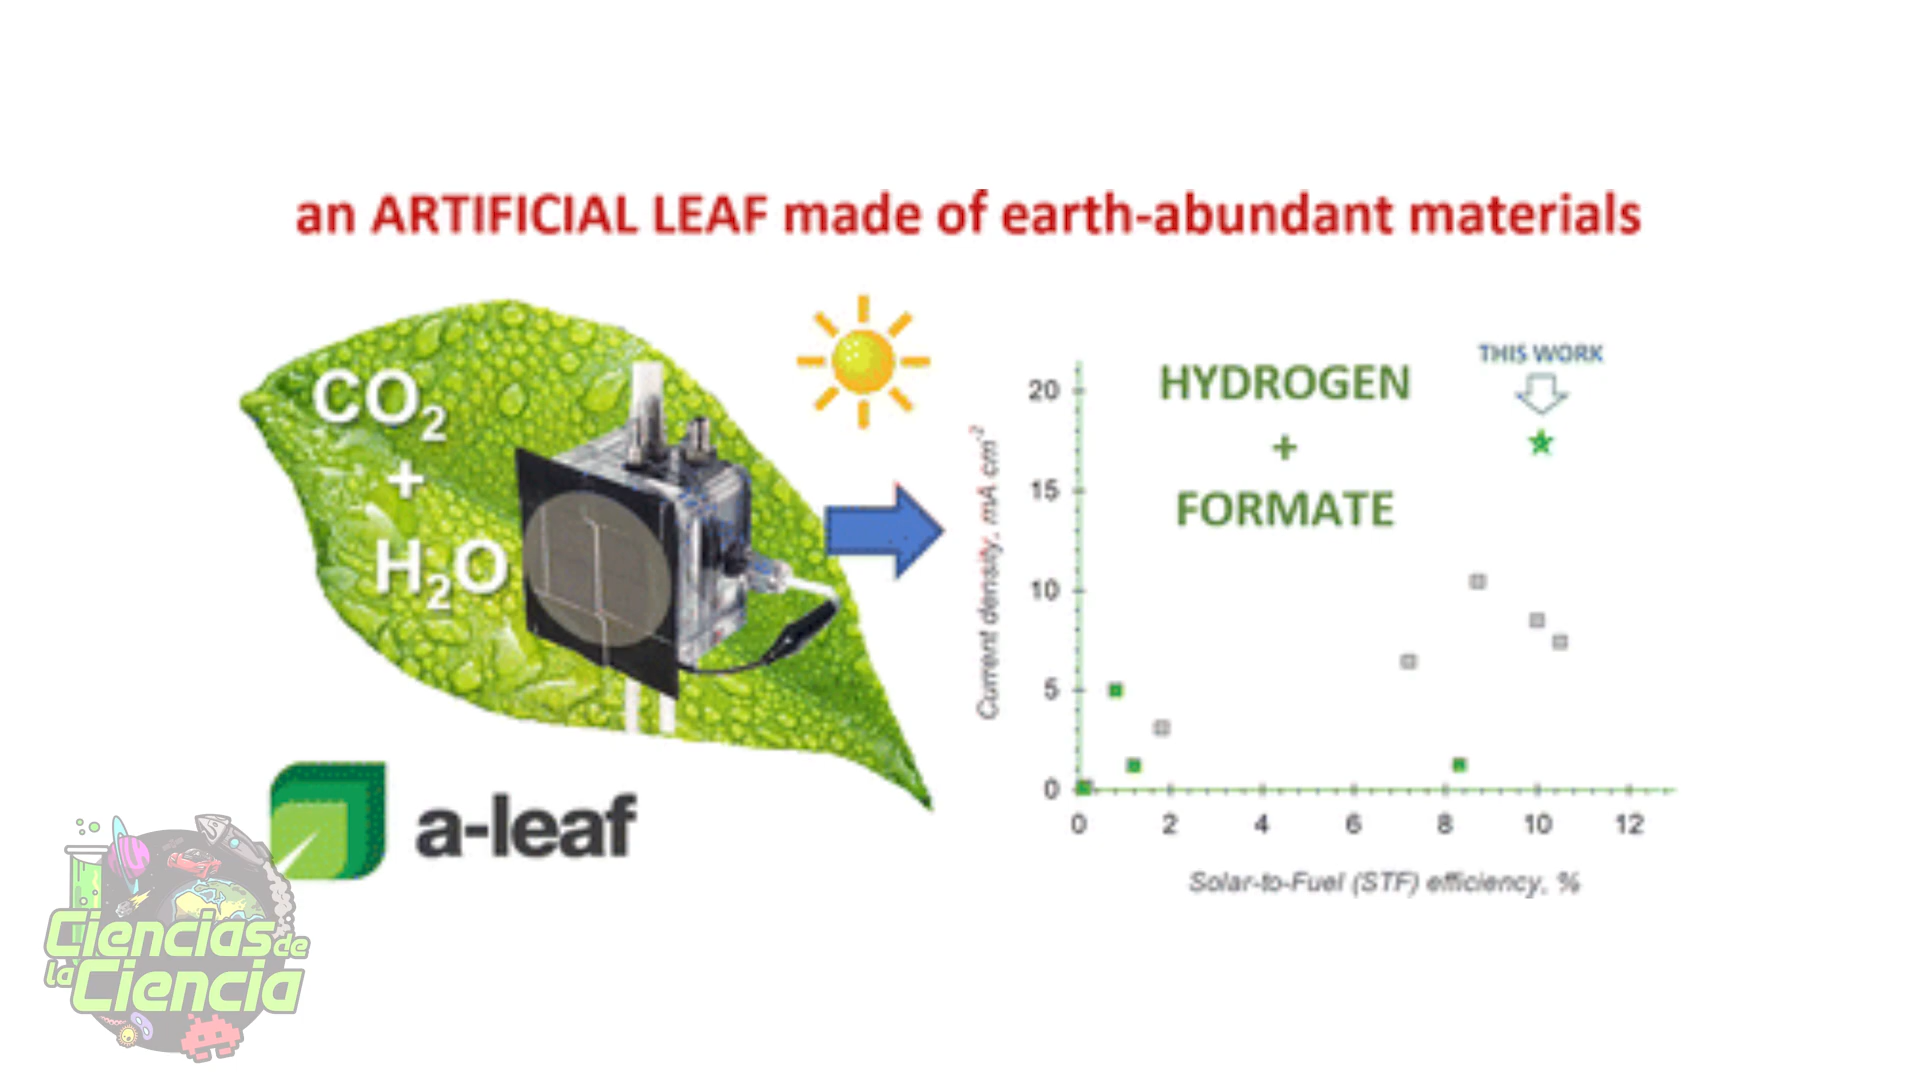 an ARTIFICIAL LEAF made of earth-abundant materials
CO₂
+
H₂O
a-leaf
THIS WORK
HYDROGEN
+
FORMATE
Current density, mA cm⁻²
20
15
10
5
0
0 2 4 6 8 10 12
Solar-to-Fuel (STF) efficiency, %
Ciencias de
la Ciencia